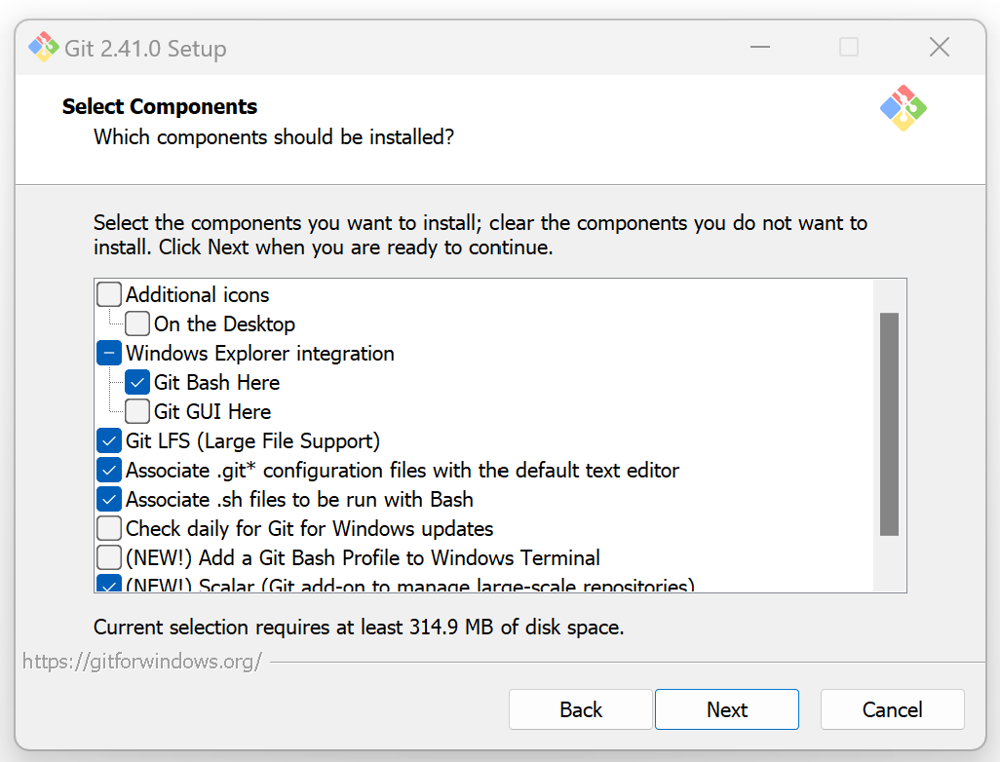 Git 2.41.0 Setup
Select Components
Which components should be installed?
Select the components you want to install; clear the components you do not want to
install. Click Next when you are ready to continue.
Additional icons
On the Desktop
Windows Explorer integration
Git Bash Here
Git GUI Here
Git LFS (Large File Support)
Associate .git* configuration files with the default text editor
Associate .sh files to be run with Bash
Check daily for Git for Windows updates
(NEW!) Add a Git Bash Profile to Windows Terminal
(NEW!) Scalar (Git add-on to manage large-scale repositories)
Current selection requires at least 314.9 MB of disk space.
https://gitforwindows.org/
Back Next Cancel